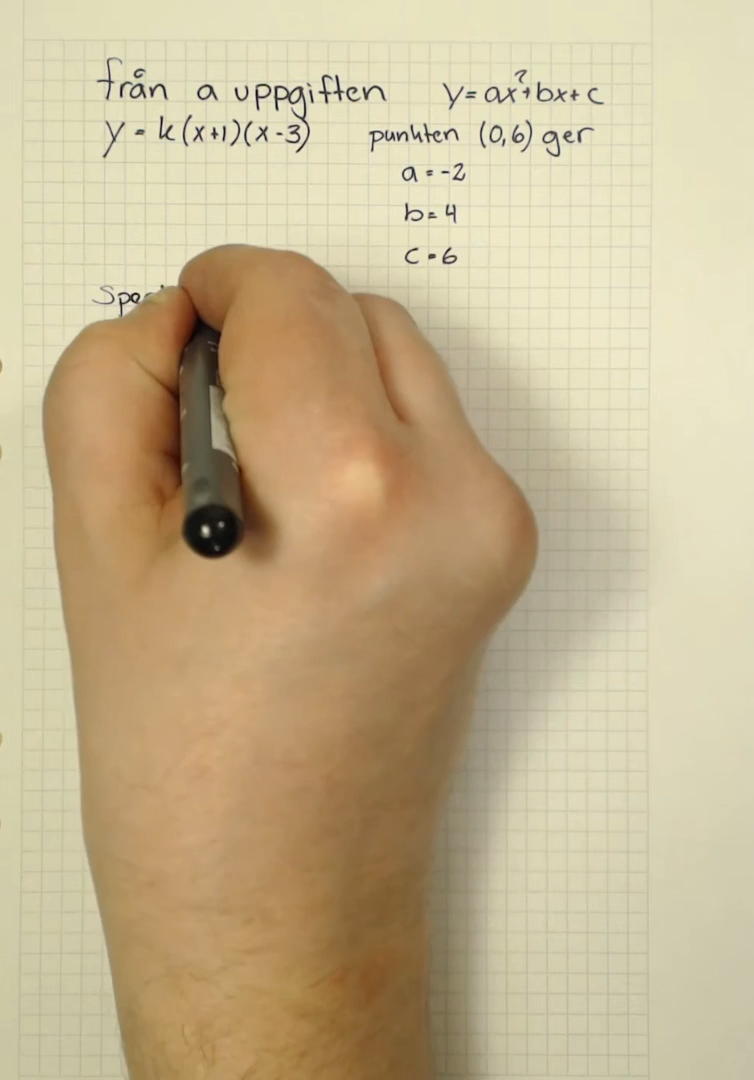 från a uppgiften y=ax²+bx+c
y = k(x+1)(x-3) punkten (0,6) ger
a = -2
b = 4
c = 6